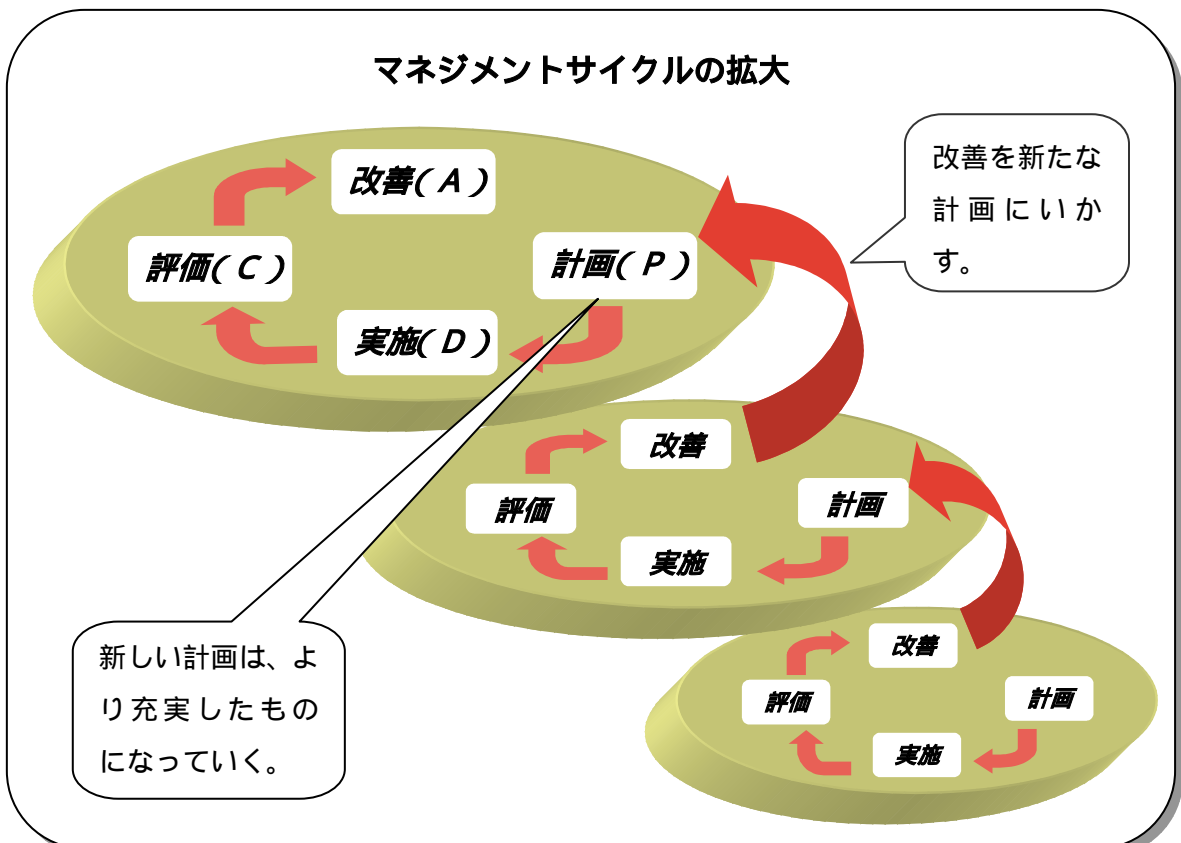 マネジメントサイクルの拡大
改善を新たな
計画にいか
す。
改善(A)
評価(C)
計画(P)
実施(D)
改善
評価
計画
実施
改善
評価
計画
実施
新しい計画は、よ
り充実したもの
になっていく。